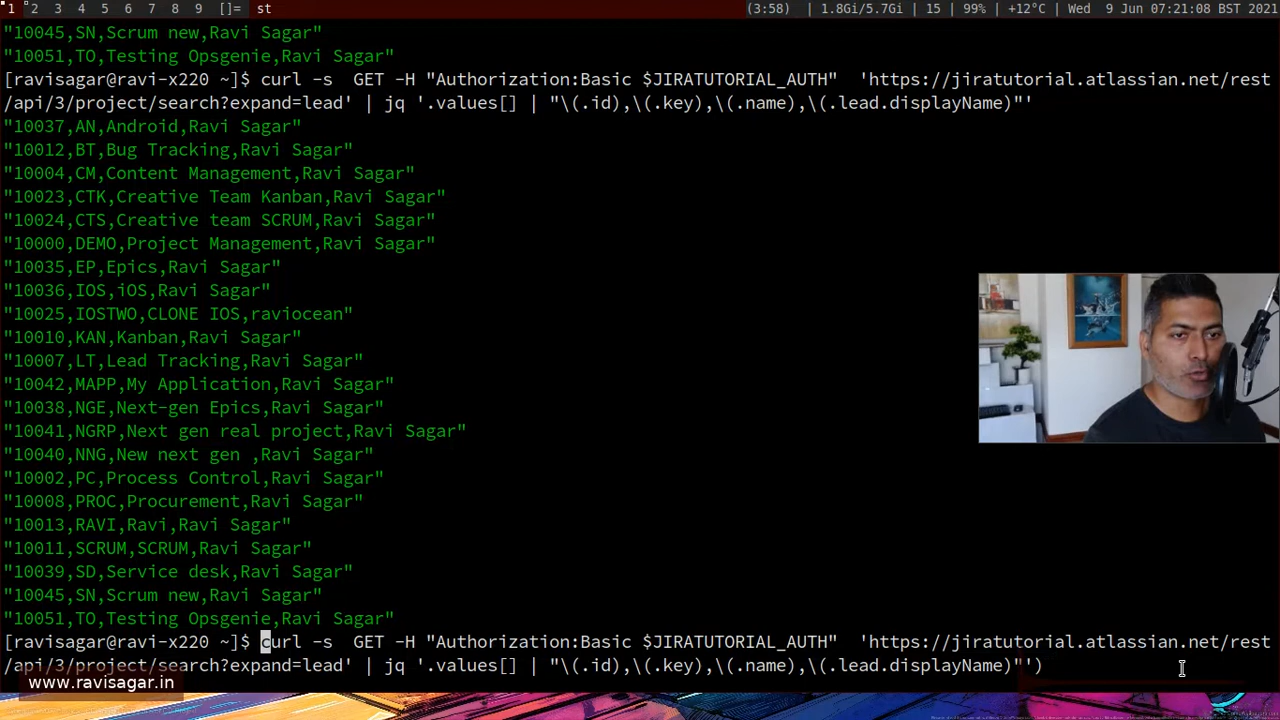 1 2 3 4 5 6 7 8 9 []= st (3:58) | 1.8Gi/5.7Gi | 15 | 99% | +12°C | Wed 9 Jun 07:21:08 BST 2021
"10045,SN,Scrum new,Ravi Sagar"
"10051,TO,Testing Opsgenie,Ravi Sagar"
[ravisagar@ravi-x220 ~]$ curl -s  GET -H "Authorization:Basic $JIRATUTORIAL_AUTH"  'https://jiratutorial.atlassian.net/rest
/api/3/project/search?expand=lead' | jq '.values[] | "\(.id),\(.key),\(.name),\(.lead.displayName)"'
"10037,AN,Android,Ravi Sagar"
"10012,BT,Bug Tracking,Ravi Sagar"
"10004,CM,Content Management,Ravi Sagar"
"10023,CTK,Creative Team Kanban,Ravi Sagar"
"10024,CTS,Creative team SCRUM,Ravi Sagar"
"10000,DEMO,Project Management,Ravi Sagar"
"10035,EP,Epics,Ravi Sagar"
"10036,IOS,iOS,Ravi Sagar"
"10025,IOSTWO,CLONE IOS,raviocean"
"10010,KAN,Kanban,Ravi Sagar"
"10007,LT,Lead Tracking,Ravi Sagar"
"10042,MAPP,My Application,Ravi Sagar"
"10038,NGE,Next-gen Epics,Ravi Sagar"
"10041,NGRP,Next gen real project,Ravi Sagar"
"10040,NNG,New next gen ,Ravi Sagar"
"10002,PC,Process Control,Ravi Sagar"
"10008,PROC,Procurement,Ravi Sagar"
"10013,RAVI,Ravi,Ravi Sagar"
"10011,SCRUM,SCRUM,Ravi Sagar"
"10039,SD,Service desk,Ravi Sagar"
"10045,SN,Scrum new,Ravi Sagar"
"10051,TO,Testing Opsgenie,Ravi Sagar"
[ravisagar@ravi-x220 ~]$ curl -s  GET -H "Authorization:Basic $JIRATUTORIAL_AUTH"  'https://jiratutorial.atlassian.net/rest
/api/3/project/search?expand=lead' | jq '.values[] | "\(.id),\(.key),\(.name),\(.lead.displayName)"')
www.ravisagar.in